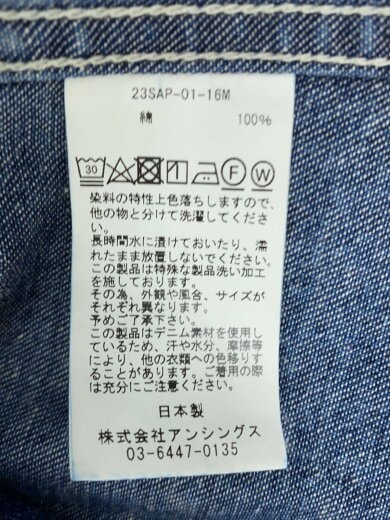 23SAP-01-16M
綿 100%
30 F W
染料の特性上色落ちしますので、
他の物と分けて洗濯してくださ
い。
長時間水に漬けておいたり、濡
れたまま放置しないでください。
この製品は特殊な製品洗い加工
を施しております。
その為、外観や風合、サイズが
それぞれ異なります。
予めご了承下さい。
この製品はデニム素材を使用し
ているため、汗や水分、摩擦等
により、他の衣類への色移りす
ることがあります。ご着用の際
は充分にご注意ください。
日本製
株式会社アンシングス
03-6447-0135